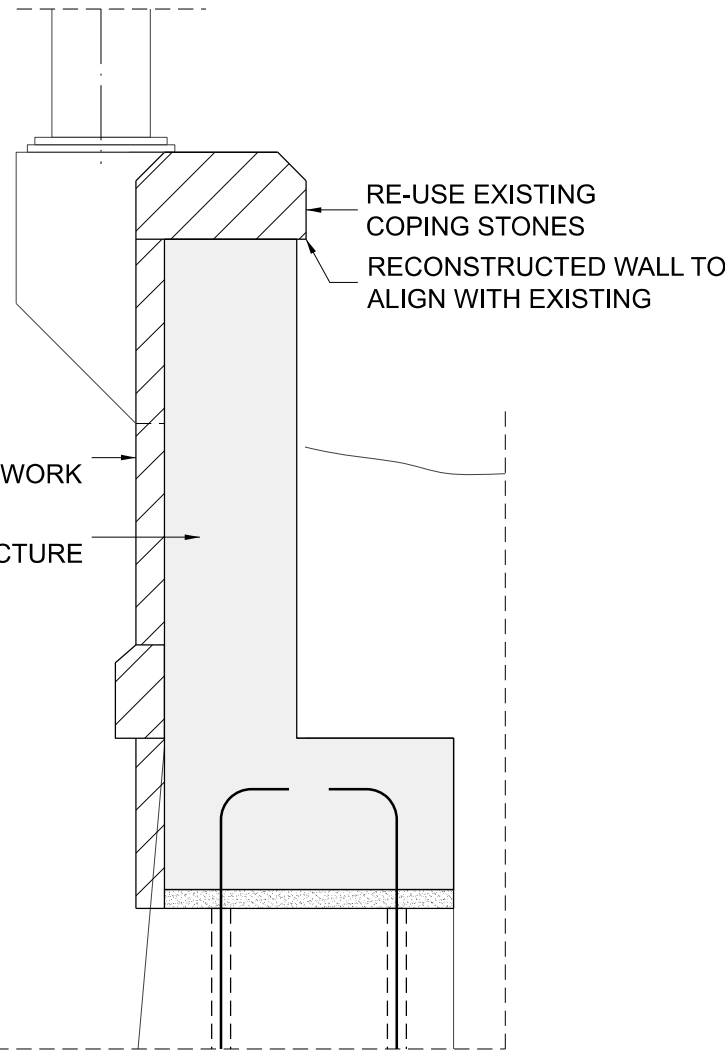 RE-USE EXISTING
COPING STONES
RECONSTRUCTED WALL TO
ALIGN WITH EXISTING
WORK
CTURE